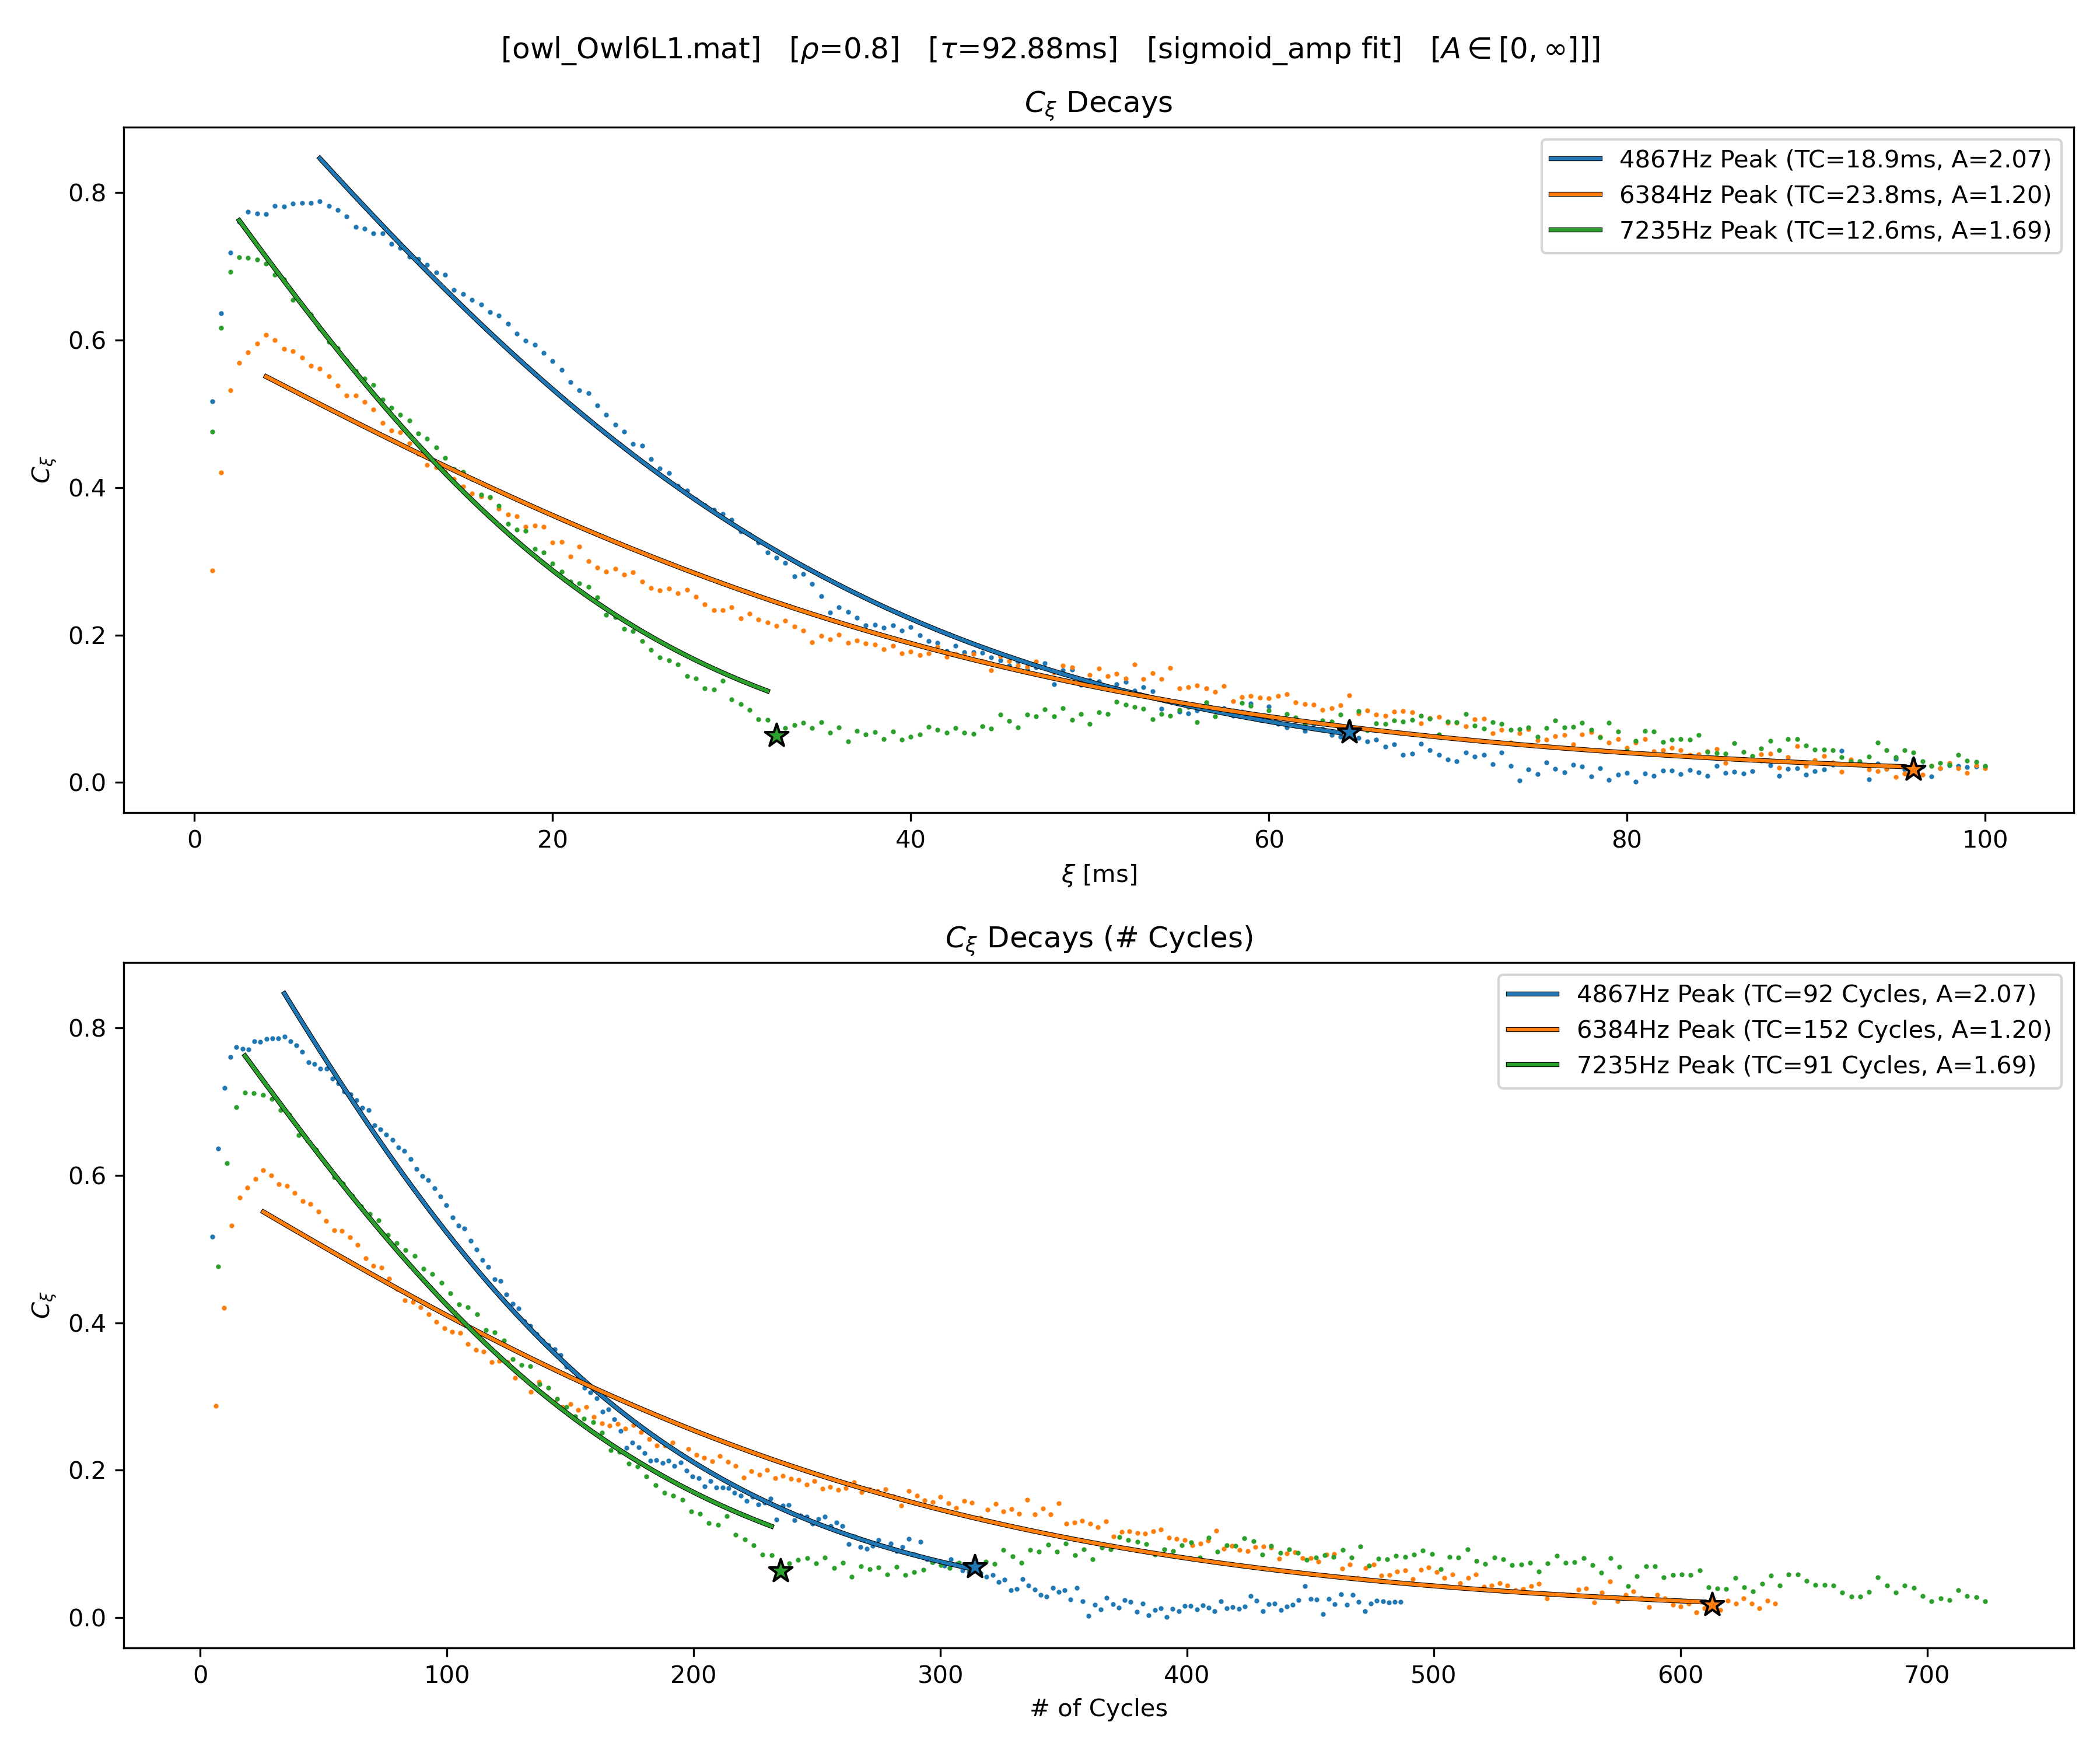 [owl_Owl6L1.mat] [ρ=0.8] [τ=92.88ms] [sigmoid_amp fit] [A ∈ [0, ∞]]]
C_ξ Decays
4867Hz Peak (TC=18.9ms, A=2.07)
6384Hz Peak (TC=23.8ms, A=1.20)
7235Hz Peak (TC=12.6ms, A=1.69)
C_ξ
0.8
0.6
0.4
0.2
0.0
0 20 40 60 80 100
ξ [ms]
C_ξ Decays (# Cycles)
4867Hz Peak (TC=92 Cycles, A=2.07)
6384Hz Peak (TC=152 Cycles, A=1.20)
7235Hz Peak (TC=91 Cycles, A=1.69)
C_ξ
0.8
0.6
0.4
0.2
0.0
0 100 200 300 400 500 600 700
# of Cycles